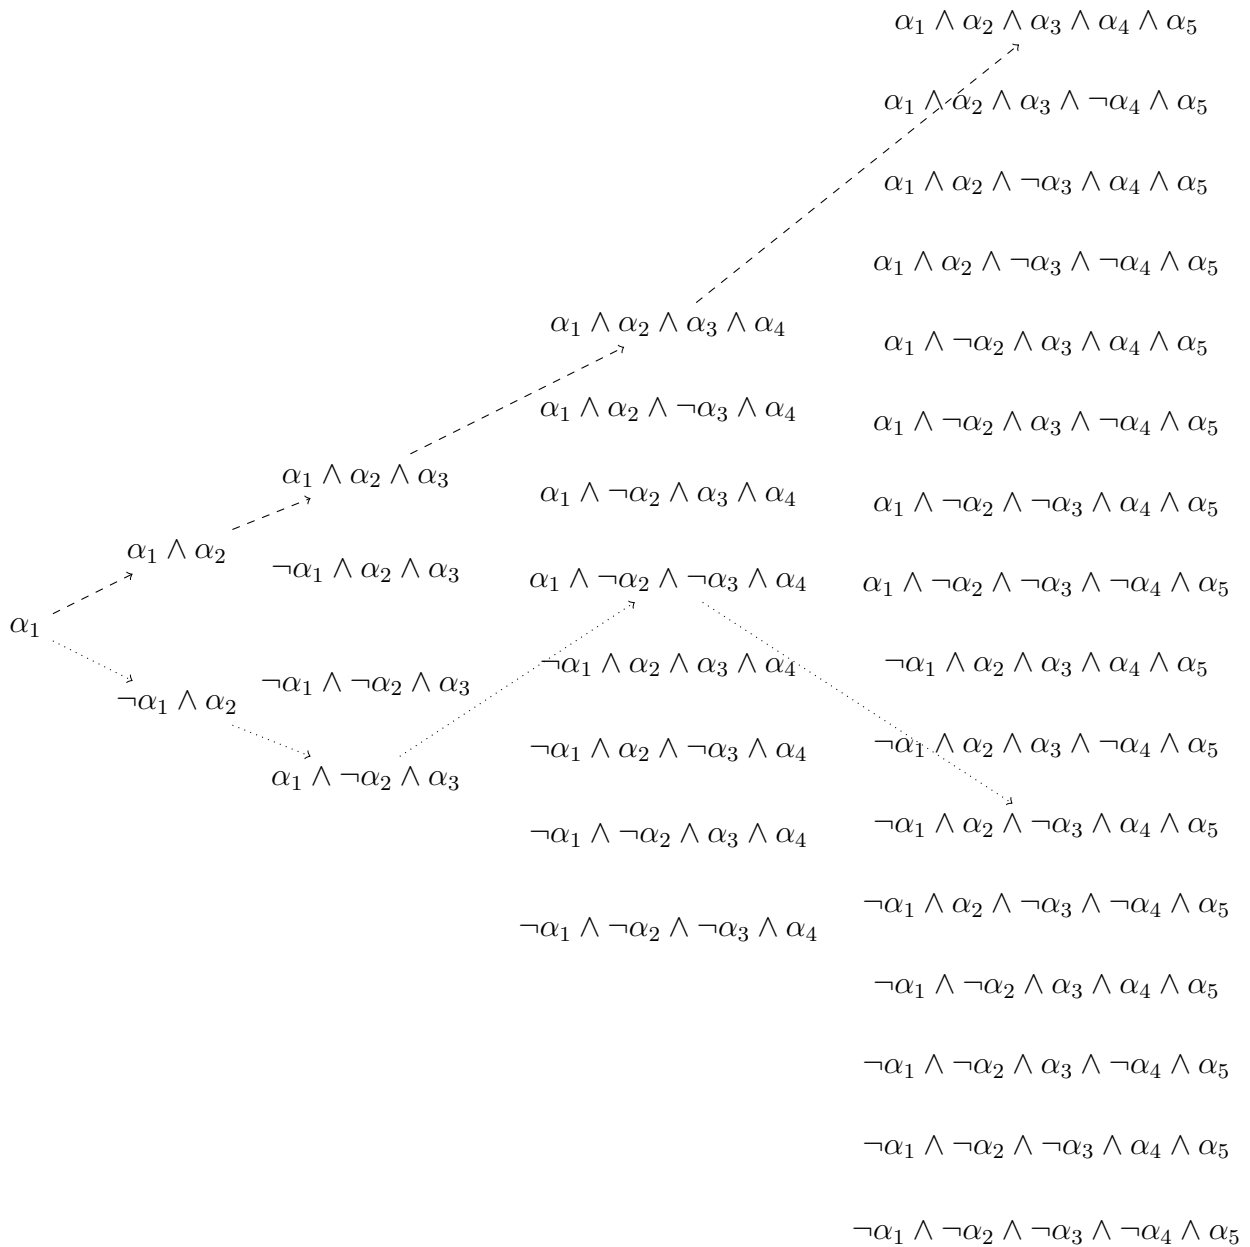 α₁
α₁ ∧ α₂
¬α₁ ∧ α₂
α₁ ∧ α₂ ∧ α₃
¬α₁ ∧ α₂ ∧ α₃
¬α₁ ∧ ¬α₂ ∧ α₃
α₁ ∧ ¬α₂ ∧ α₃
α₁ ∧ α₂ ∧ α₃ ∧ α₄
α₁ ∧ α₂ ∧ ¬α₃ ∧ α₄
α₁ ∧ ¬α₂ ∧ α₃ ∧ α₄
α₁ ∧ ¬α₂ ∧ ¬α₃ ∧ α₄
¬α₁ ∧ α₂ ∧ α₃ ∧ α₄
¬α₁ ∧ α₂ ∧ ¬α₃ ∧ α₄
¬α₁ ∧ ¬α₂ ∧ α₃ ∧ α₄
¬α₁ ∧ ¬α₂ ∧ ¬α₃ ∧ α₄
α₁ ∧ α₂ ∧ α₃ ∧ α₄ ∧ α₅
α₁ ∧ α₂ ∧ α₃ ∧ ¬α₄ ∧ α₅
α₁ ∧ α₂ ∧ ¬α₃ ∧ α₄ ∧ α₅
α₁ ∧ α₂ ∧ ¬α₃ ∧ ¬α₄ ∧ α₅
α₁ ∧ ¬α₂ ∧ α₃ ∧ α₄ ∧ α₅
α₁ ∧ ¬α₂ ∧ α₃ ∧ ¬α₄ ∧ α₅
α₁ ∧ ¬α₂ ∧ ¬α₃ ∧ α₄ ∧ α₅
α₁ ∧ ¬α₂ ∧ ¬α₃ ∧ ¬α₄ ∧ α₅
¬α₁ ∧ α₂ ∧ α₃ ∧ α₄ ∧ α₅
¬α₁ ∧ α₂ ∧ α₃ ∧ ¬α₄ ∧ α₅
¬α₁ ∧ α₂ ∧ ¬α₃ ∧ α₄ ∧ α₅
¬α₁ ∧ α₂ ∧ ¬α₃ ∧ ¬α₄ ∧ α₅
¬α₁ ∧ ¬α₂ ∧ α₃ ∧ α₄ ∧ α₅
¬α₁ ∧ ¬α₂ ∧ α₃ ∧ ¬α₄ ∧ α₅
¬α₁ ∧ ¬α₂ ∧ ¬α₃ ∧ α₄ ∧ α₅
¬α₁ ∧ ¬α₂ ∧ ¬α₃ ∧ ¬α₄ ∧ α₅